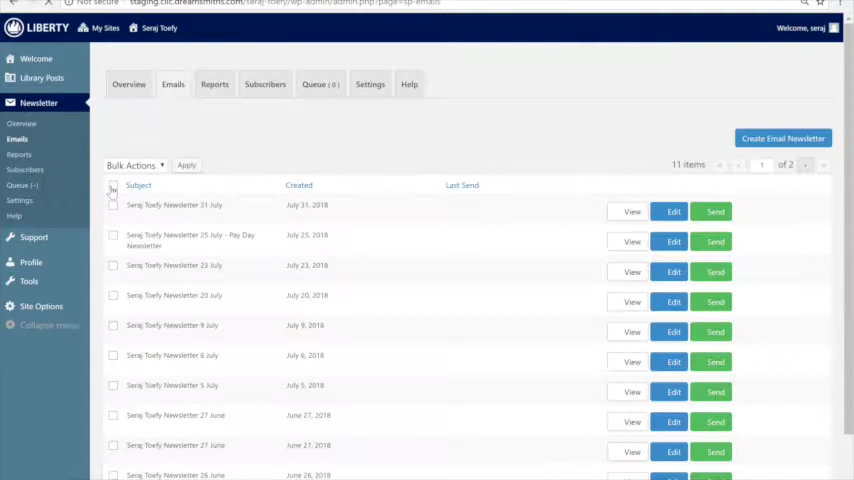 Not secure staging.ciic.dreamsmiths.com/seraj-toefy/wp-admin/admin.php?page=sp-emails
LIBERTY My Sites Seraj Toefy Welcome, seraj
Welcome
Library Posts
Newsletter
Overview
Emails
Reports
Subscribers
Queue (–)
Settings
Help
Support
Profile
Tools
Site Options
Collapse menu
Overview Emails Reports Subscribers Queue ( 0 ) Settings Help
Create Email Newsletter
Bulk Actions Apply 11 items « ‹ 1 of 2 › »
Subject Created Last Send
Seraj Toefy Newsletter 31 July July 31, 2018 View Edit Send
Seraj Toefy Newsletter 25 July - Pay Day July 25, 2018 View Edit Send
Newsletter
Seraj Toefy Newsletter 23 July July 23, 2018 View Edit Send
Seraj Toefy Newsletter 20 July July 20, 2018 View Edit Send
Seraj Toefy Newsletter 9 July July 9, 2018 View Edit Send
Seraj Toefy Newsletter 6 July July 6, 2018 View Edit Send
Seraj Toefy Newsletter 5 July July 5, 2018 View Edit Send
Seraj Toefy Newsletter 27 June June 27, 2018 View Edit Send
Seraj Toefy Newsletter 27 June June 27, 2018 View Edit Send
Seraj Toefy Newsletter 26 June June 26, 2018